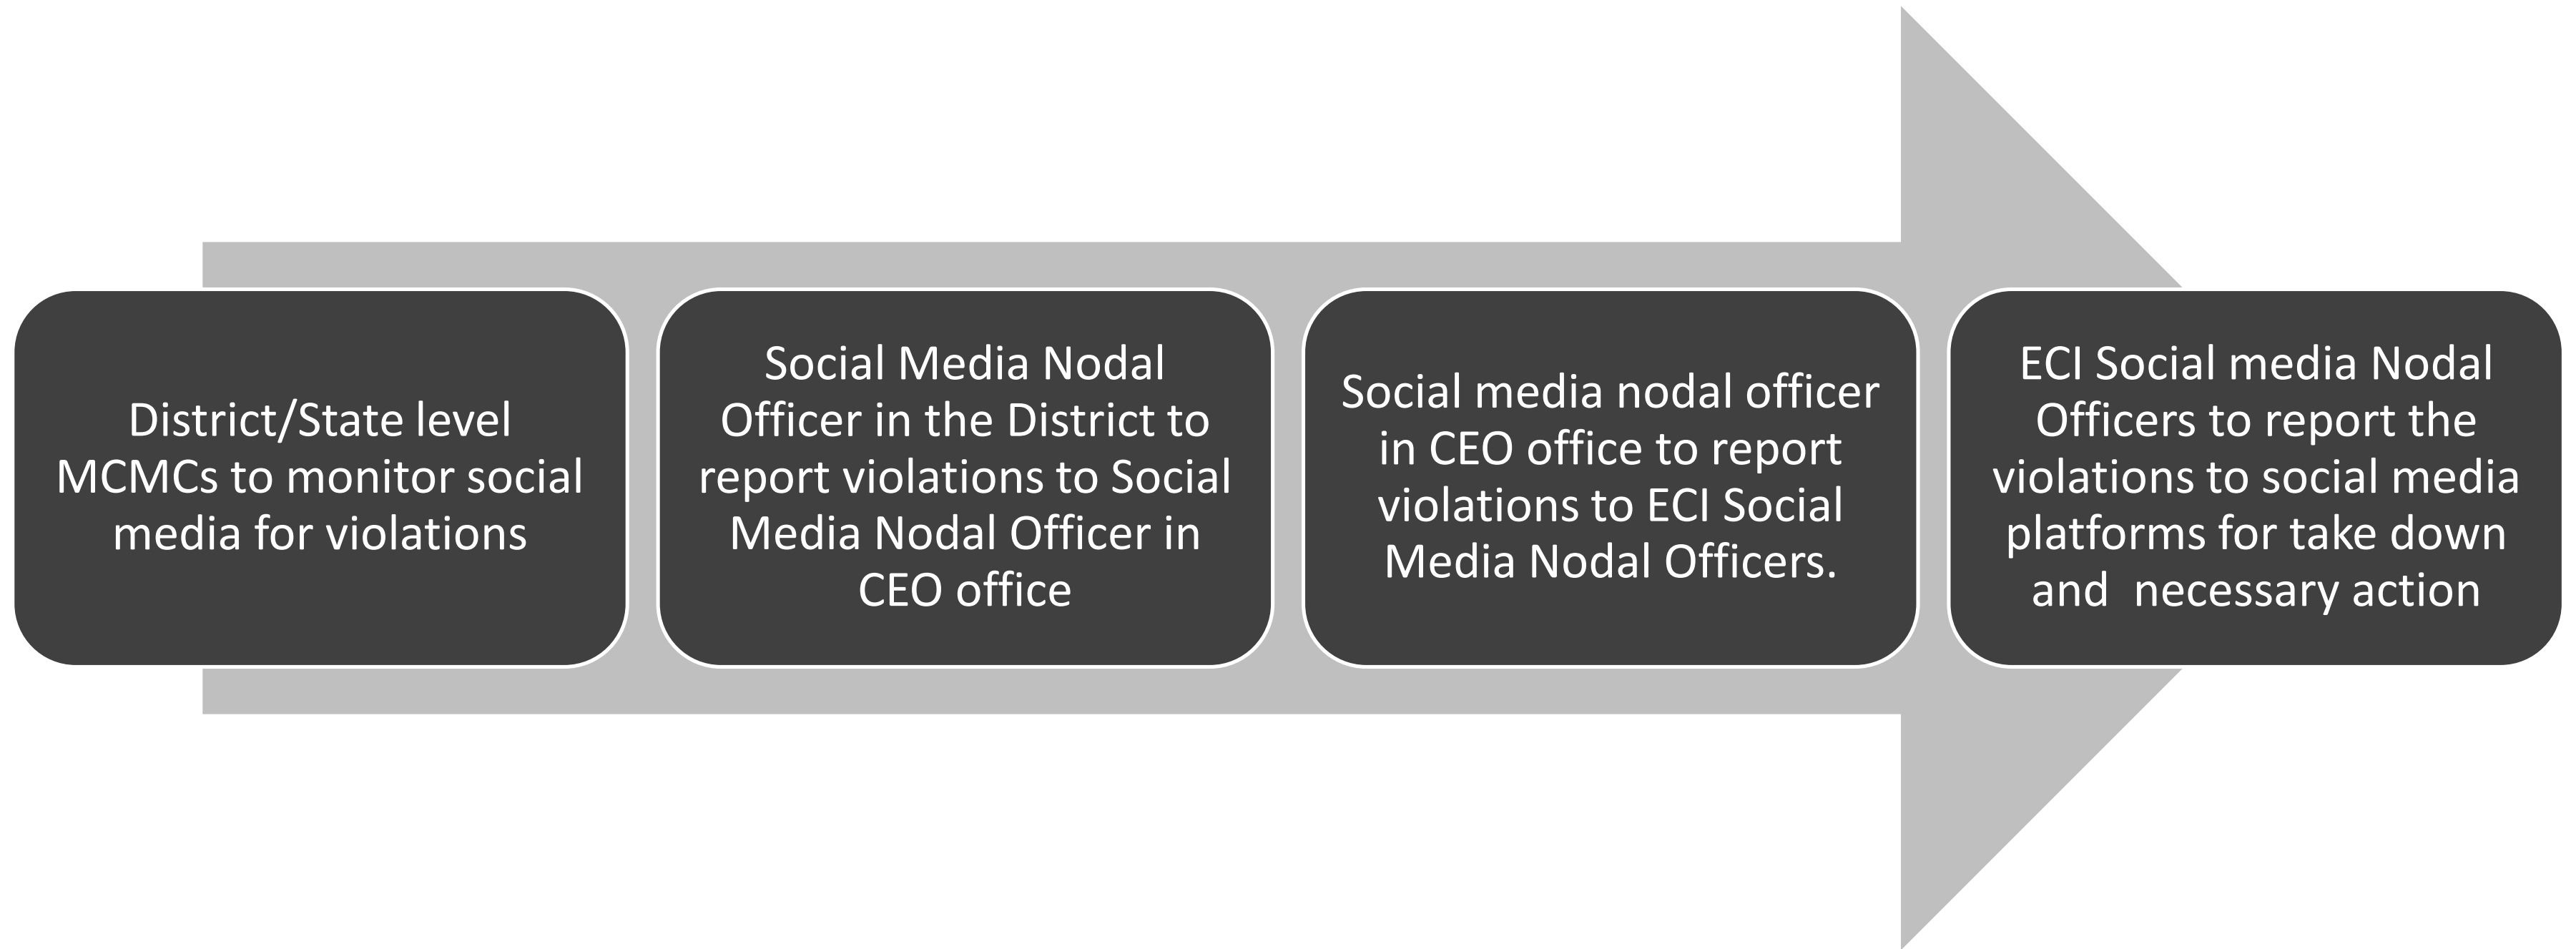 District/State level
MCMCs to monitor social
media for violations
Social Media Nodal
Officer in the District to
report violations to Social
Media Nodal Officer in
CEO office
Social media nodal officer
in CEO office to report
violations to ECI Social
Media Nodal Officers.
ECI Social media Nodal
Officers to report the
violations to social media
platforms for take down
and  necessary action